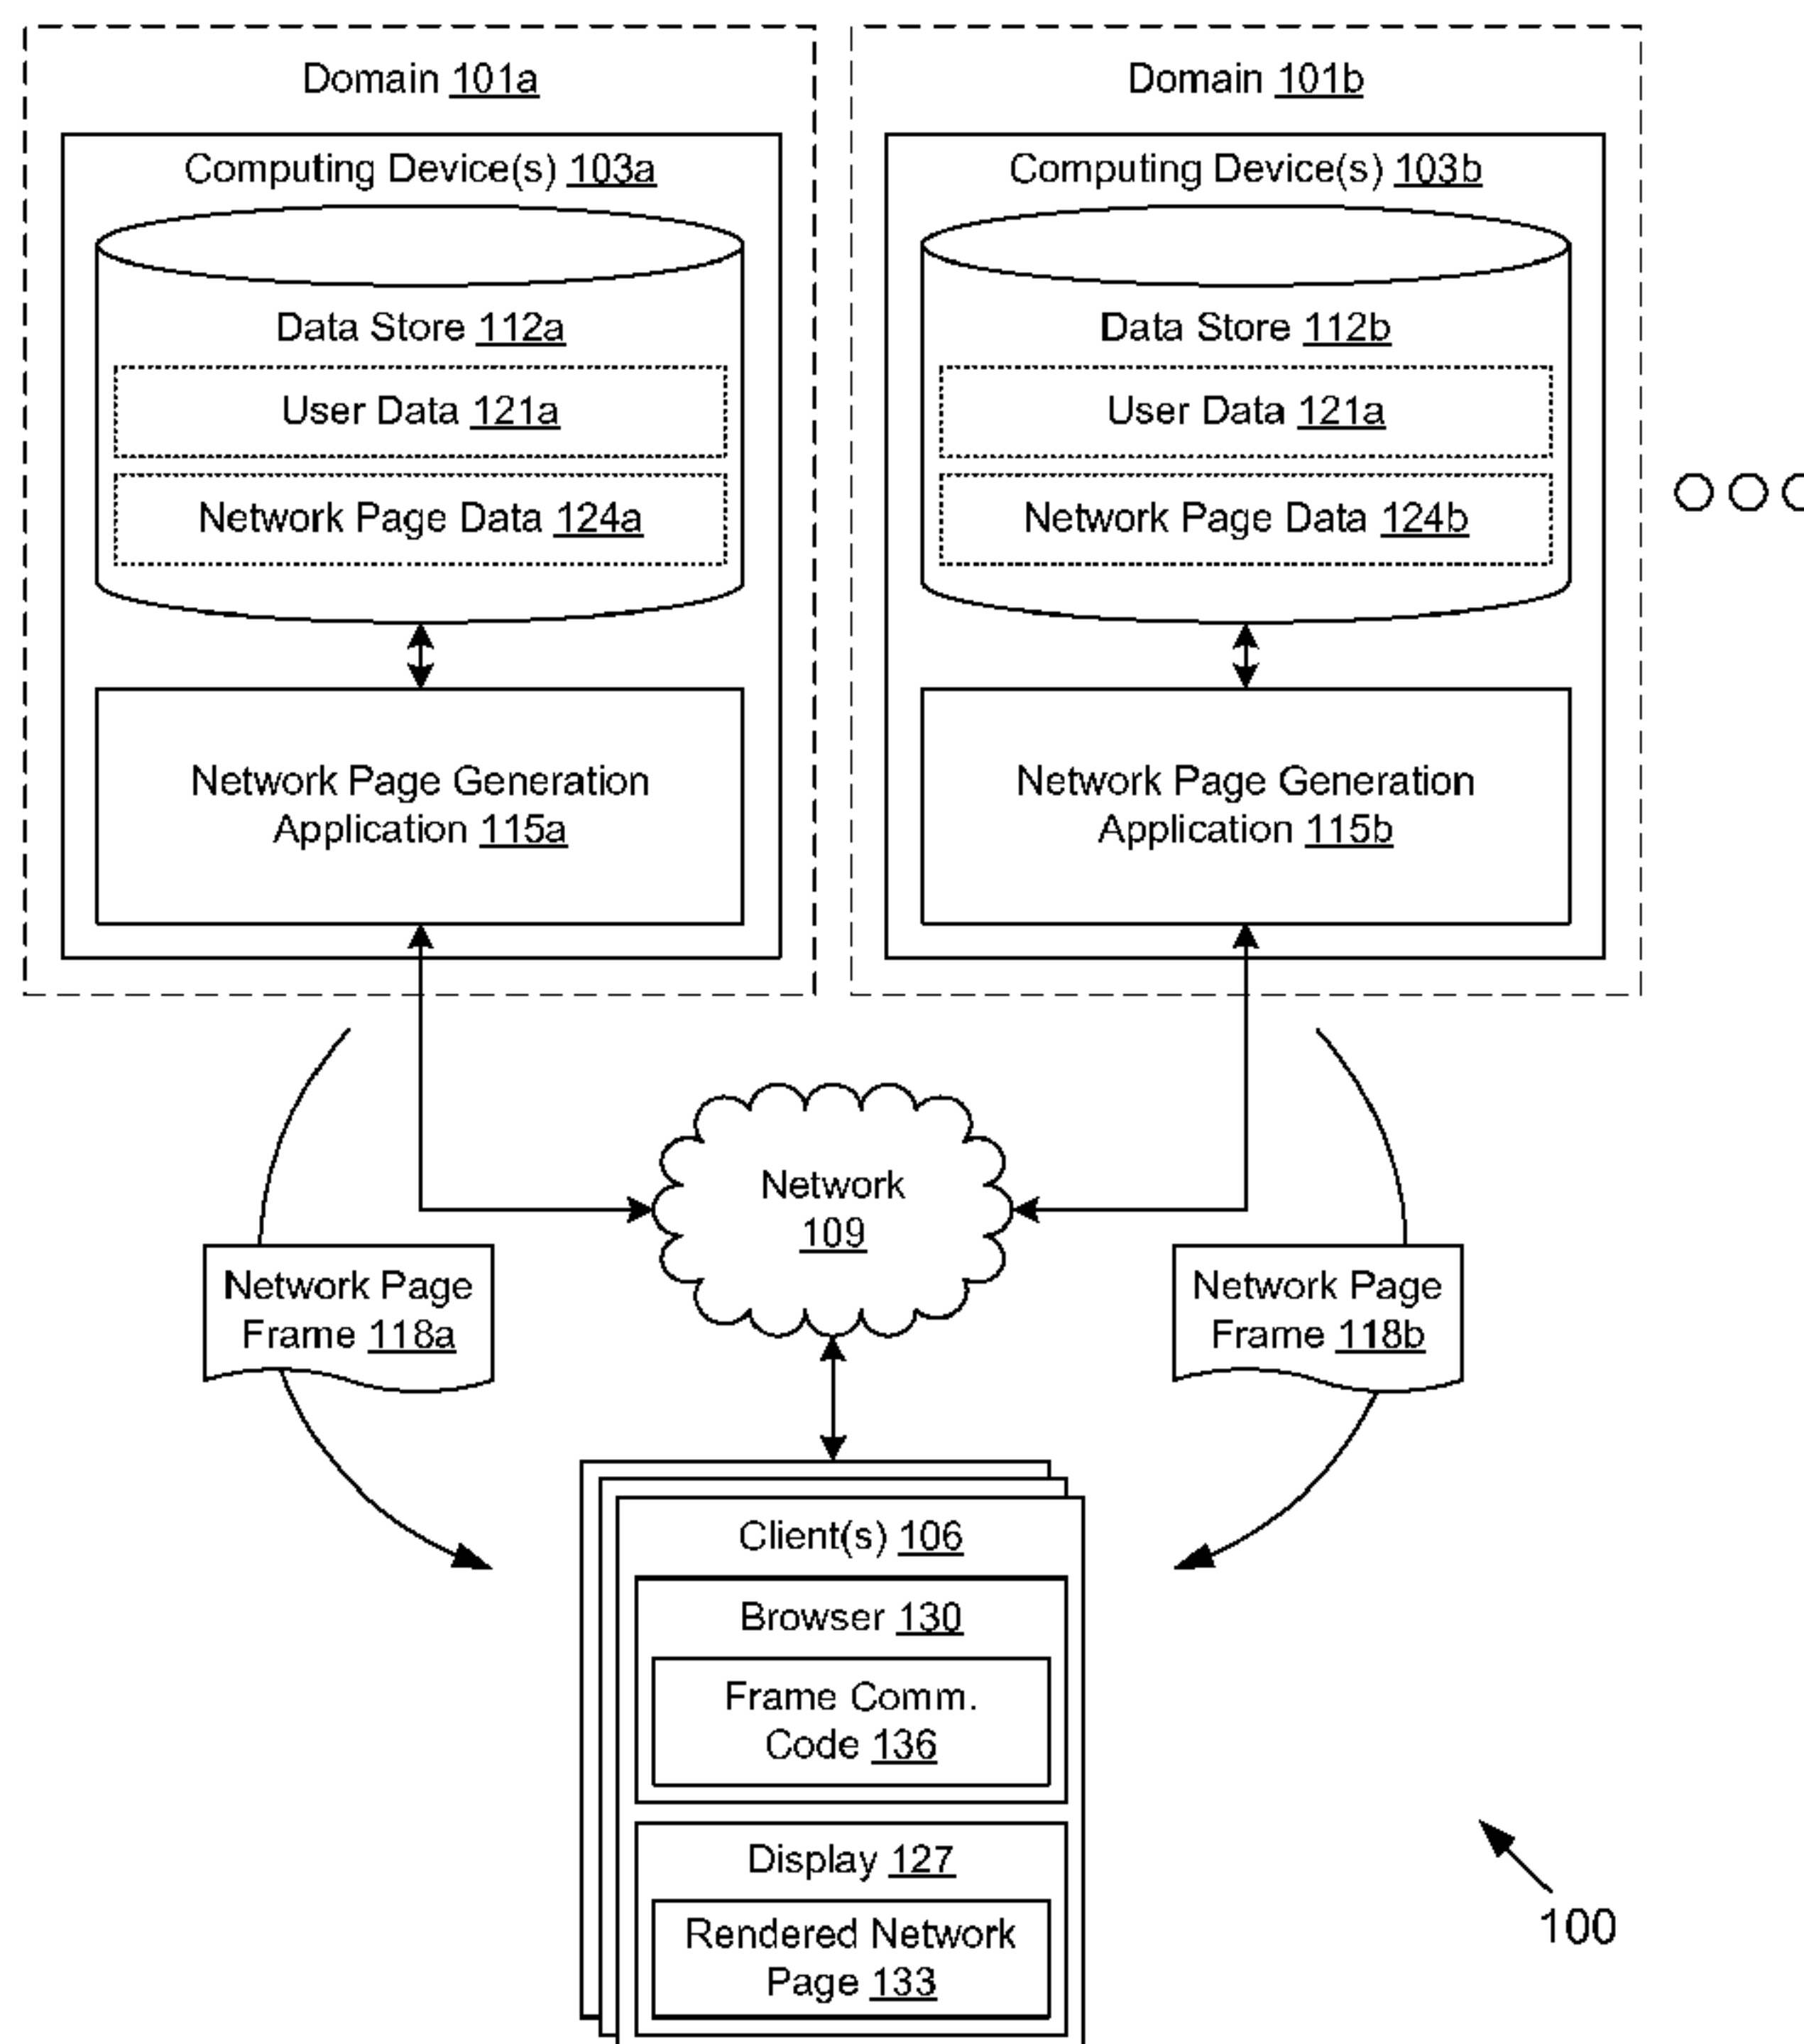 Domain 101a
Computing Device(s) 103a
Data Store 112a
User Data 121a
Network Page Data 124a
Network Page Generation
Application 115a
Domain 101b
Computing Device(s) 103b
Data Store 112b
User Data 121a
Network Page Data 124b
Network Page Generation
Application 115b
Network
109
Network Page
Frame 118a
Network Page
Frame 118b
Client(s) 106
Browser 130
Frame Comm.
Code 136
Display 127
Rendered Network
Page 133
100